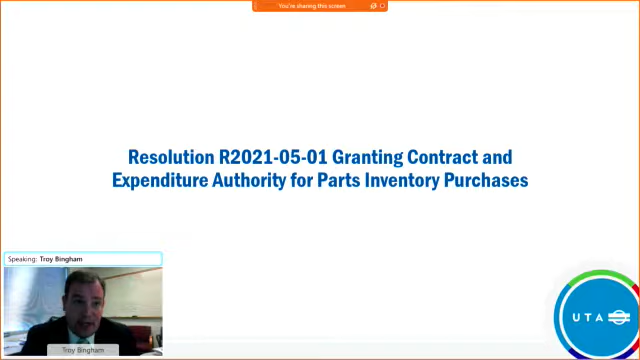 You're sharing this screen
Resolution R2021-05-01 Granting Contract and
Expenditure Authority for Parts Inventory Purchases
Speaking: Troy Bingham
Troy Bingham
UTA